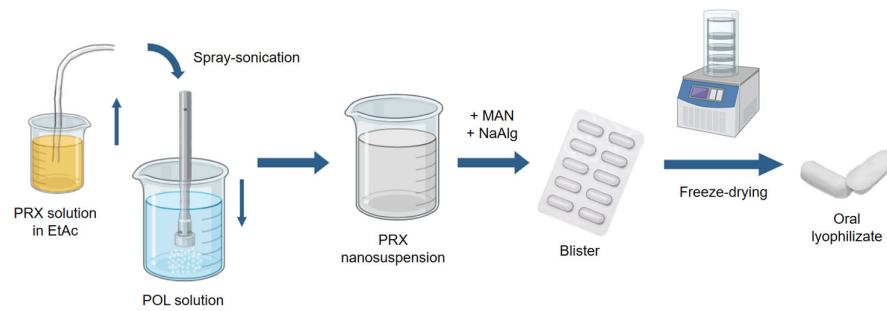 Spray-sonication
PRX solution
in EtAc
POL solution
PRX
nanosuspension
+ MAN
+ NaAlg
Blister
Freeze-drying
Oral
lyophilizate